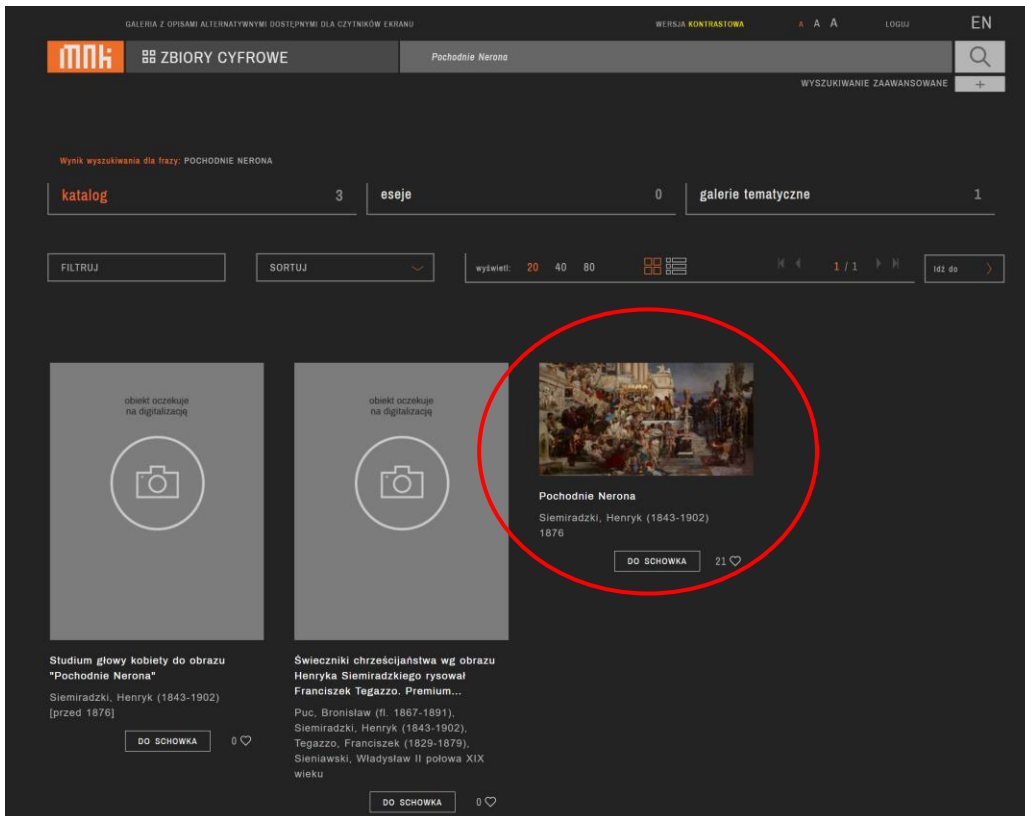 GALERIA Z OPISAMI ALTERNATYWNYMI DOSTĘPNYMI DLA CZYTNIKÓW EKRANU
WERSJA KONTRASTOWA
A A A
LOGUJ
EN
mnk
ZBIORY CYFROWE
Pochodnie Nerona
WYSZUKIWANIE ZAAWANSOWANE +
Wynik wyszukiwania dla frazy: POCHODNIE NERONA
katalog 3
eseje 0
galerie tematyczne 1
FILTRUJ
SORTUJ
wyświetl: 20 40 80
1 / 1
Idź do
obiekt oczekuje
na digitalizację
Studium głowy kobiety do obrazu
"Pochodnie Nerona"
Siemiradzki, Henryk (1843-1902)
[przed 1876]
DO SCHOWKA 0
obiekt oczekuje
na digitalizację
Świeczniki chrześcijaństwa wg obrazu
Henryka Siemiradzkiego rysował
Franciszek Tegazzo. Premium...
Puc, Bronisław (fl. 1867-1891),
Siemiradzki, Henryk (1843-1902),
Tegazzo, Franciszek (1829-1879),
Sieniawski, Władysław II połowa XIX
wieku
DO SCHOWKA 0
Pochodnie Nerona
Siemiradzki, Henryk (1843-1902)
1876
DO SCHOWKA 21